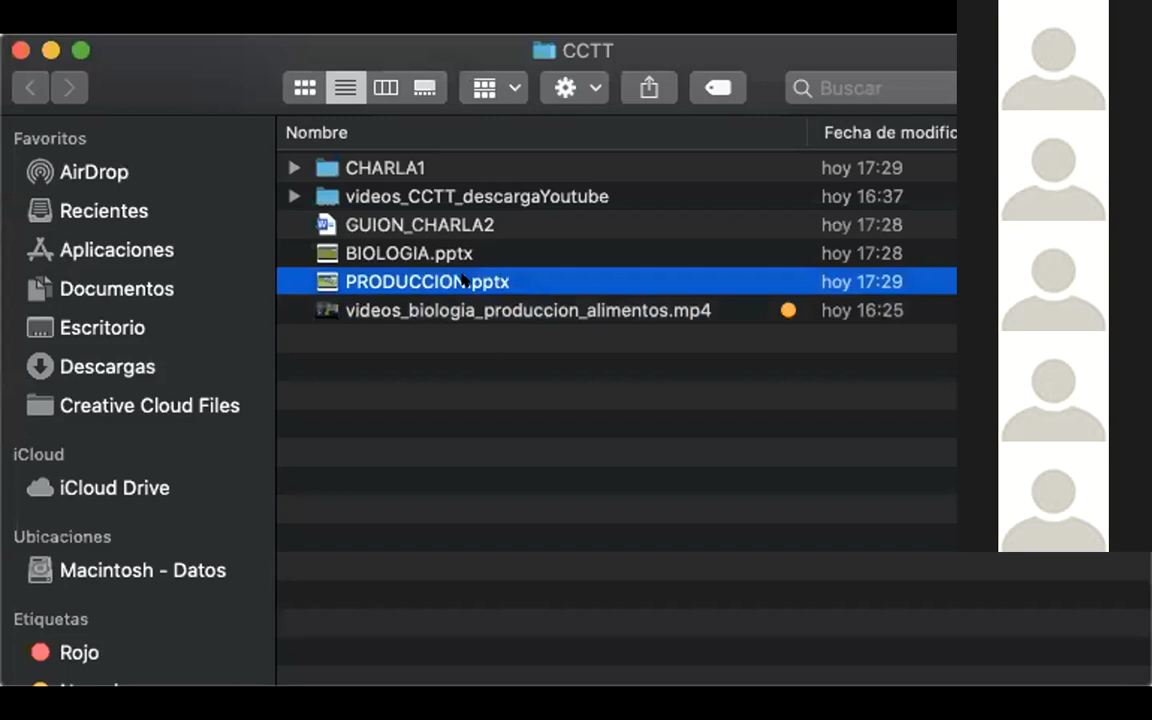 CCTT
Buscar
Nombre
Fecha de modific
Favoritos
AirDrop
Recientes
Aplicaciones
Documentos
Escritorio
Descargas
Creative Cloud Files
iCloud
iCloud Drive
Ubicaciones
Macintosh - Datos
Etiquetas
Rojo
CHARLA1 hoy 17:29
videos_CCTT_descargaYoutube hoy 16:37
GUION_CHARLA2 hoy 17:28
BIOLOGIA.pptx hoy 17:28
PRODUCCION.pptx hoy 17:29
videos_biologia_produccion_alimentos.mp4 hoy 16:25